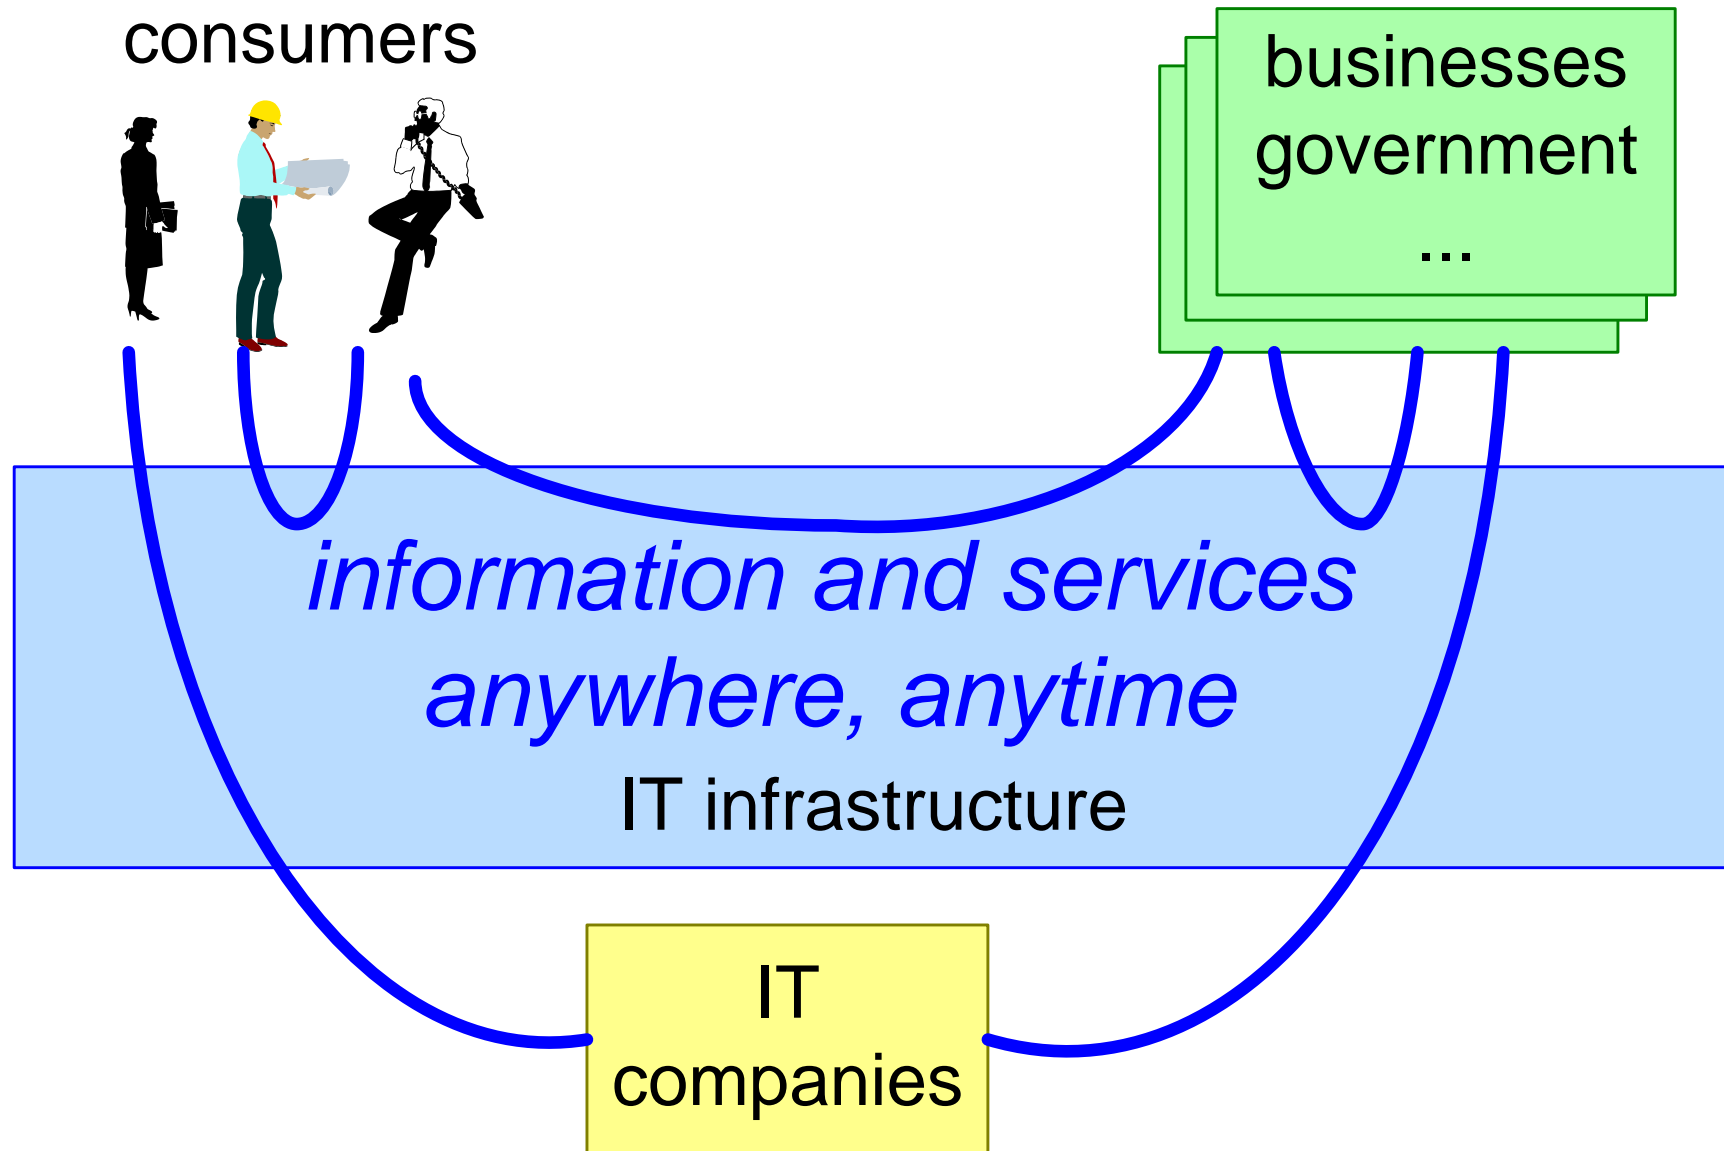 consumers
businesses
government
...
information and services
anywhere, anytime
IT infrastructure
IT
companies